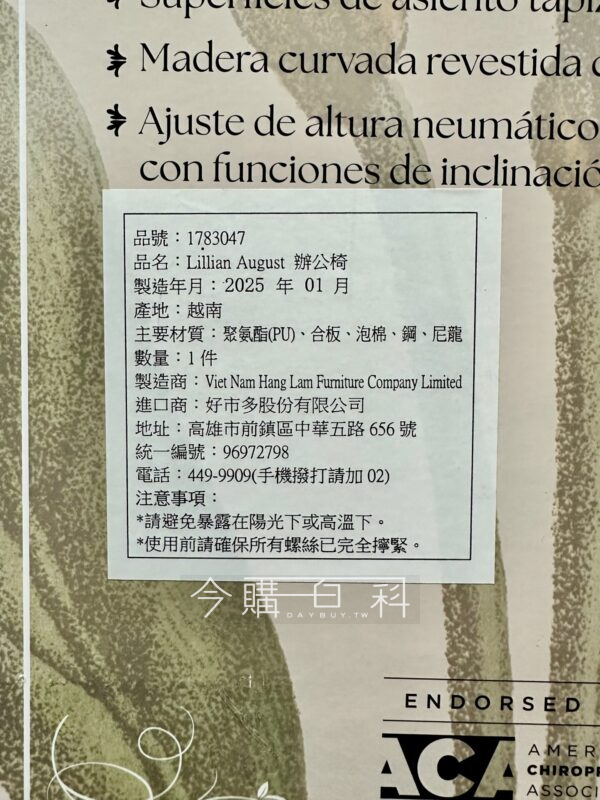 Superficies de asiento
Madera curvada revestida
Ajuste de altura neumático
con funciones de inclinació
品號：1783047
品名：Lillian August 辦公椅
製造年月：2025 年 01 月
產地：越南
主要材質：聚氨酯(PU)、合板、泡棉、鋼、尼龍
數量：1 件
製造商：Viet Nam Hang Lam Furniture Company Limited
進口商：好市多股份有限公司
地址：高雄市前鎮區中華五路 656 號
統一編號：96972798
電話：449-9909(手機撥打請加 02)
注意事項：
*請避免暴露在陽光下或高溫下。
*使用前請確保所有螺絲已完全擰緊。
今購百科
DAYBUY.TW
ENDORSED
ACA
AMER
CHIROPR
ASSOCI